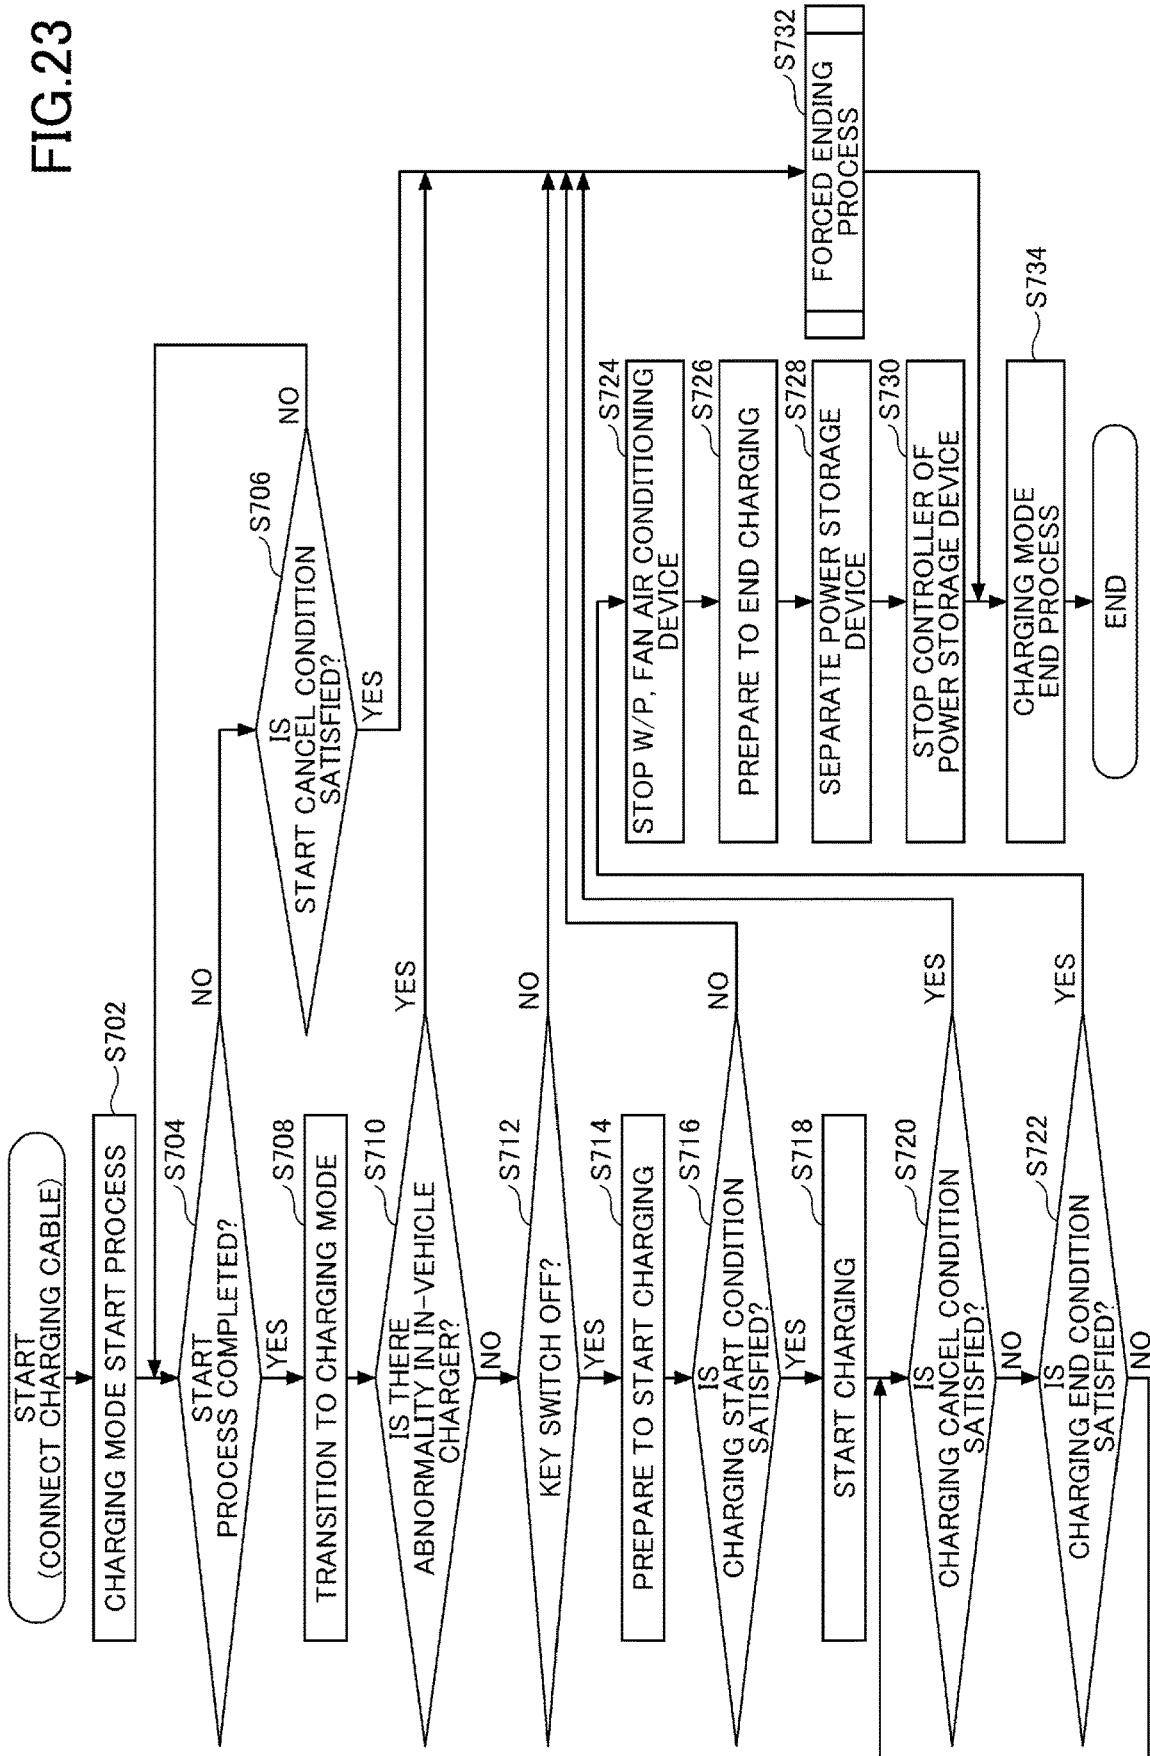 FIG.23
START
(CONNECT CHARGING CABLE)
S702
CHARGING MODE START PROCESS
S704
START
PROCESS COMPLETED?
NO
YES
S706
IS
START CANCEL CONDITION
SATISFIED?
NO
YES
S708
TRANSITION TO CHARGING MODE
S710
IS THERE
ABNORMALITY IN IN-VEHICLE
CHARGER?
YES
NO
S712
KEY SWITCH OFF?
NO
YES
S714
PREPARE TO START CHARGING
S716
IS
CHARGING START CONDITION
SATISFIED?
NO
YES
S718
START CHARGING
S720
IS
CHARGING CANCEL CONDITION
SATISFIED?
YES
NO
S722
IS
CHARGING END CONDITION
SATISFIED?
YES
NO
S724
STOP W/P, FAN AIR CONDITIONING
DEVICE
S726
PREPARE TO END CHARGING
S728
SEPARATE POWER STORAGE
DEVICE
S730
STOP CONTROLLER OF
POWER STORAGE DEVICE
S732
FORCED ENDING
PROCESS
S734
CHARGING MODE
END PROCESS
END